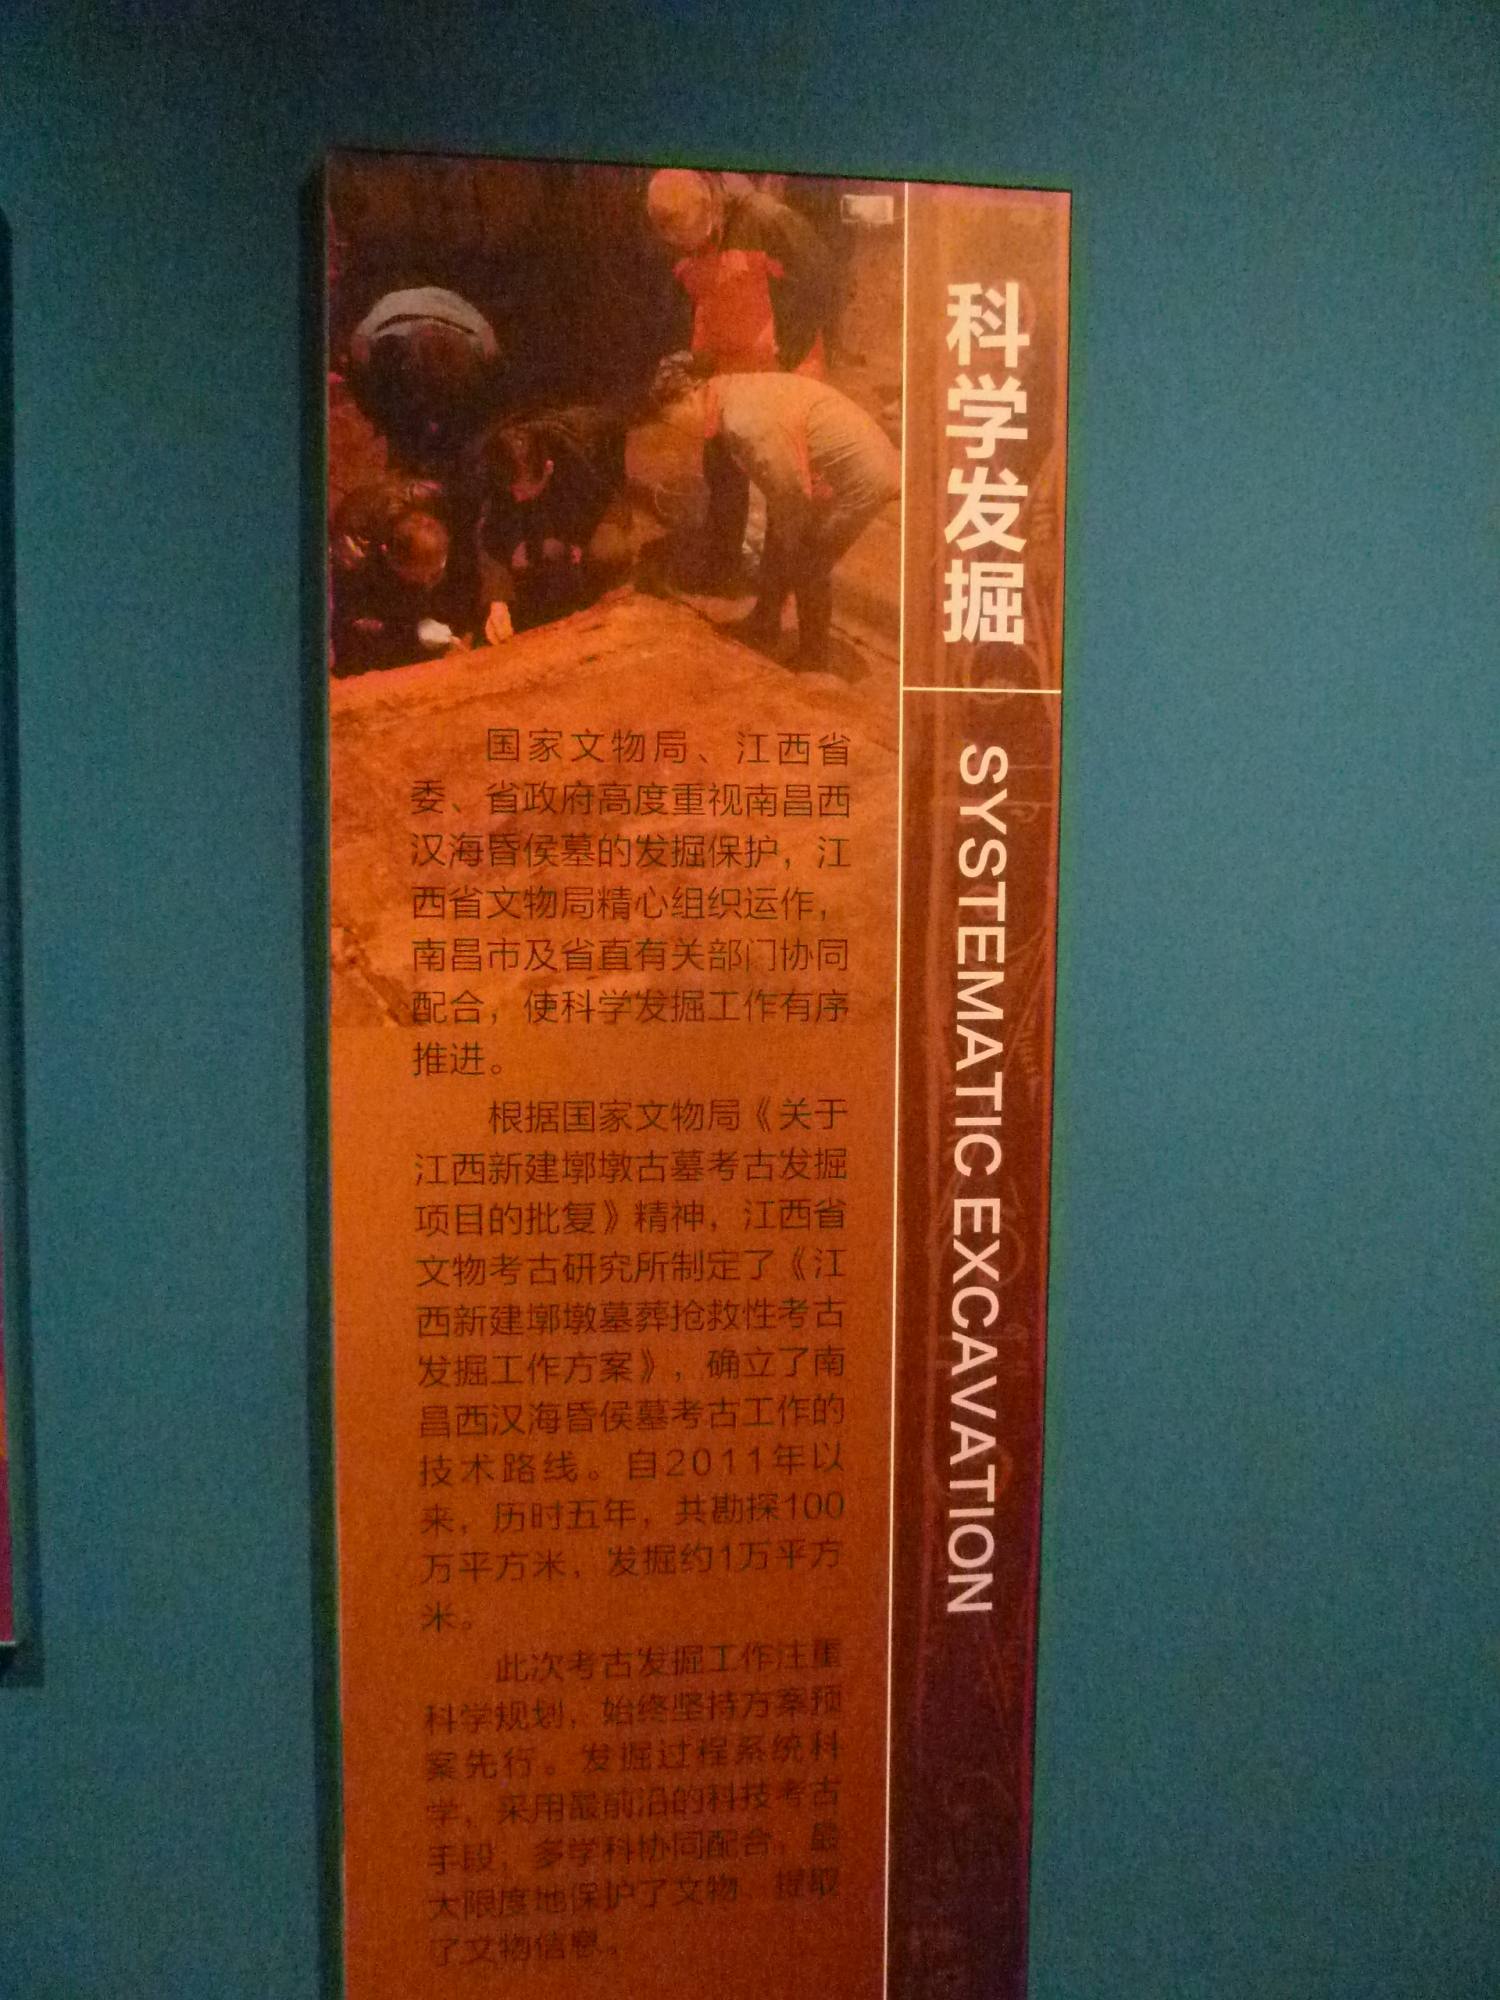 科学发掘
SYSTEMATIC EXCAVATION
国家文物局、江西省
委、省政府高度重视南昌西
汉海昏侯墓的发掘保护，江
西省文物局精心组织运作，
南昌市及省直有关部门协同
配合，使科学发掘工作有序
推进。
根据国家文物局《关于
江西新建墎墩古墓考古发掘
项目的批复》精神，江西省
文物考古研究所制定了《江
西新建墎墩墓葬抢救性考古
发掘工作方案》，确立了南
昌西汉海昏侯墓考古工作的
技术路线。自2011年以
来，历时五年，共勘探100
万平方米，发掘约1万平方
米。
此次考古发掘工作注重
科学规划，始终坚持方案预
案先行。发掘过程系统科
学，采用最前沿的科技考古
手段，多学科协同配合，最
大限度地保护了文物、提取
了文物信息。